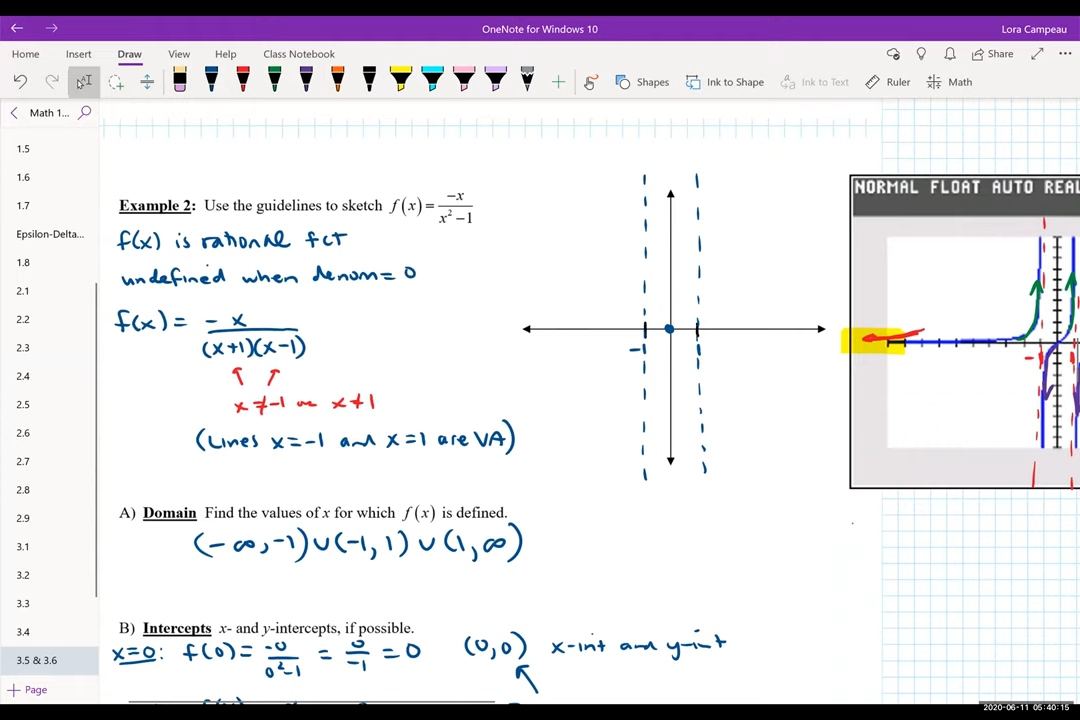 OneNote for Windows 10
Lora Campeau
Home Insert Draw View Help Class Notebook
Share
Shapes Ink to Shape Ink to Text Ruler Math
Math 1...
1.5
1.6
1.7
Epsilon-Delta...
1.8
2.1
2.2
2.3
2.4
2.5
2.6
2.7
2.8
2.9
3.1
3.2
3.3
3.4
3.5 & 3.6
Page
Example 2: Use the guidelines to sketch f(x) = -x / x² - 1
f(x) is rational fct
undefined when denom = 0
f(x) = - x / (x+1)(x-1)
x ≠ -1 or x ≠ 1
(Lines x = -1 and x = 1 are VA)
A) Domain Find the values of x for which f(x) is defined.
(-∞, -1) ∪ (-1, 1) ∪ (1, ∞)
B) Intercepts x- and y-intercepts, if possible.
x=0: f(0) = -0 / 0²-1 = 0 / -1 = 0 (0,0) x-int and y-int
-1
NORMAL FLOAT AUTO REAL
2020-06-11 05:40:15